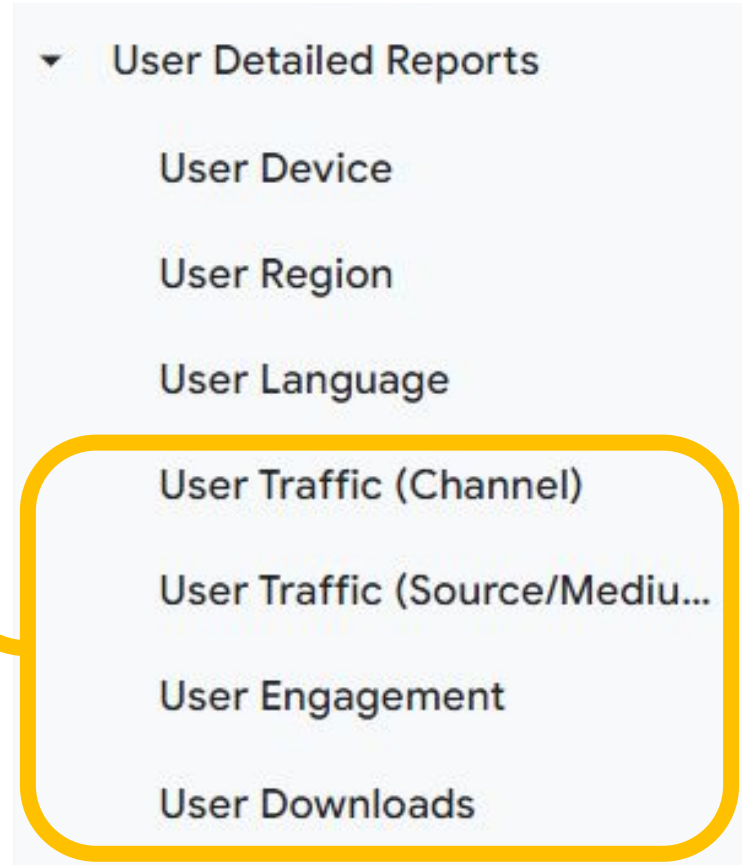 User Detailed Reports
User Device
User Region
User Language
User Traffic (Channel)
User Traffic (Source/Mediu...
User Engagement
User Downloads